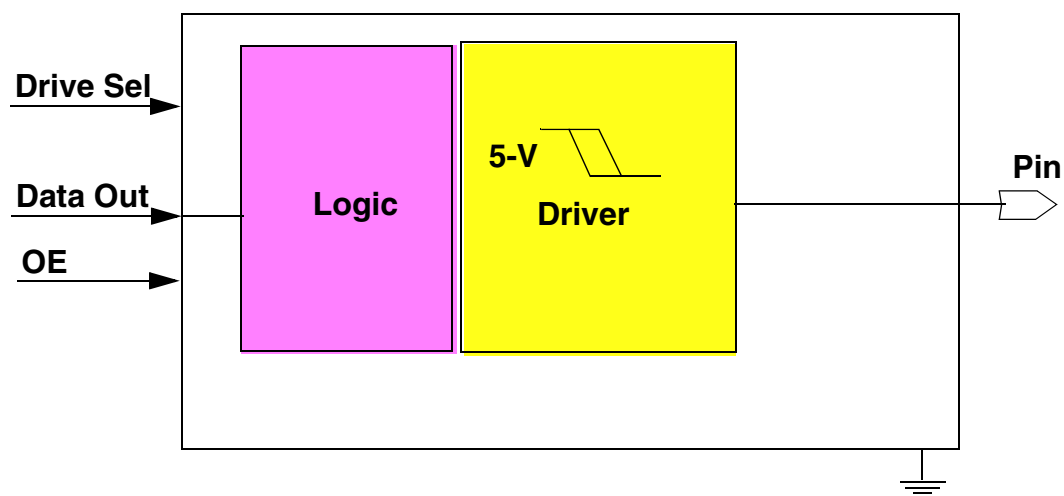 Drive Sel
Data Out
OE
Logic
5-V
Driver
Pin